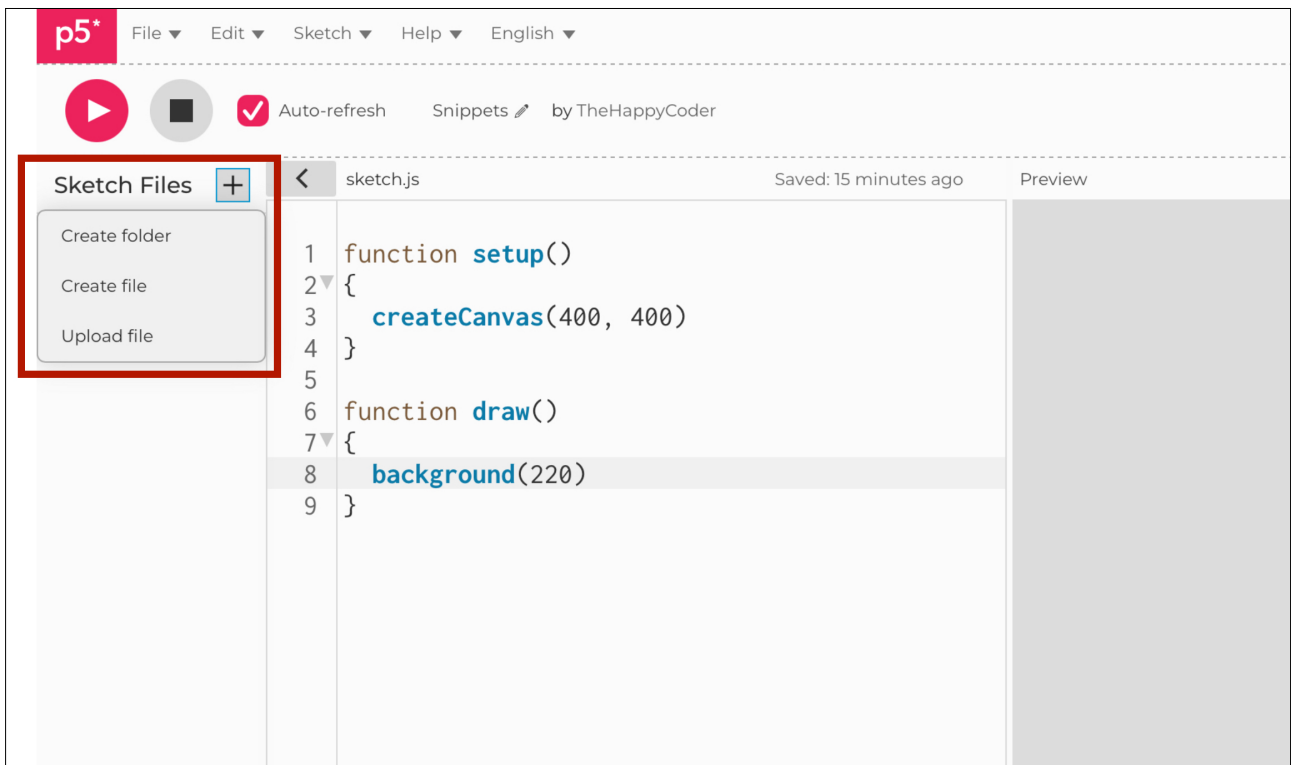 p5* File ▼ Edit ▼ Sketch ▼ Help ▼ English ▼
Auto-refresh Snippets by TheHappyCoder
Sketch Files + < sketch.js Saved: 15 minutes ago Preview
Create folder
Create file
Upload file
1 function setup()
2▼ {
3   createCanvas(400, 400)
4 }
5
6 function draw()
7▼ {
8   background(220)
9 }